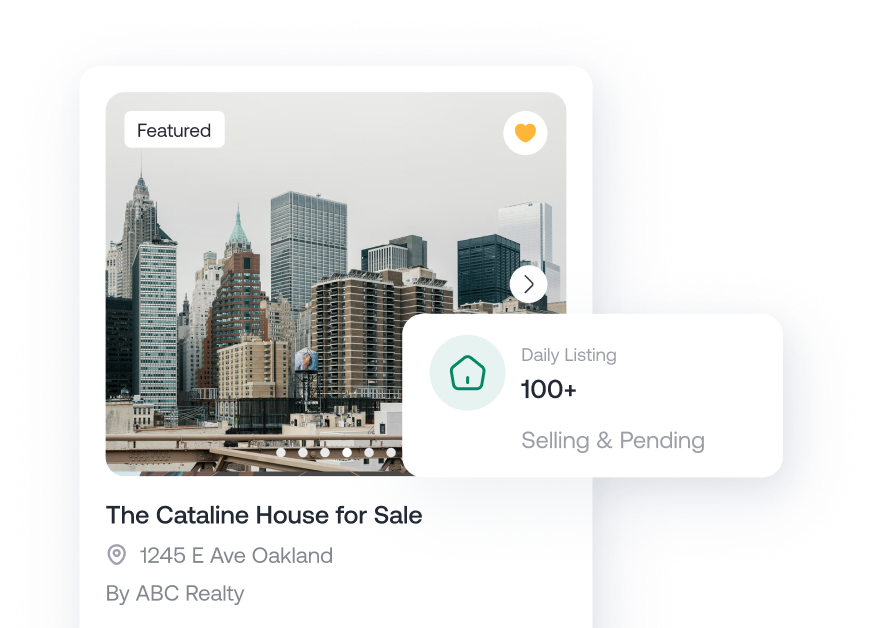 Featured
Daily Listing
100+
Selling & Pending
The Cataline House for Sale
1245 E Ave Oakland
By ABC Realty